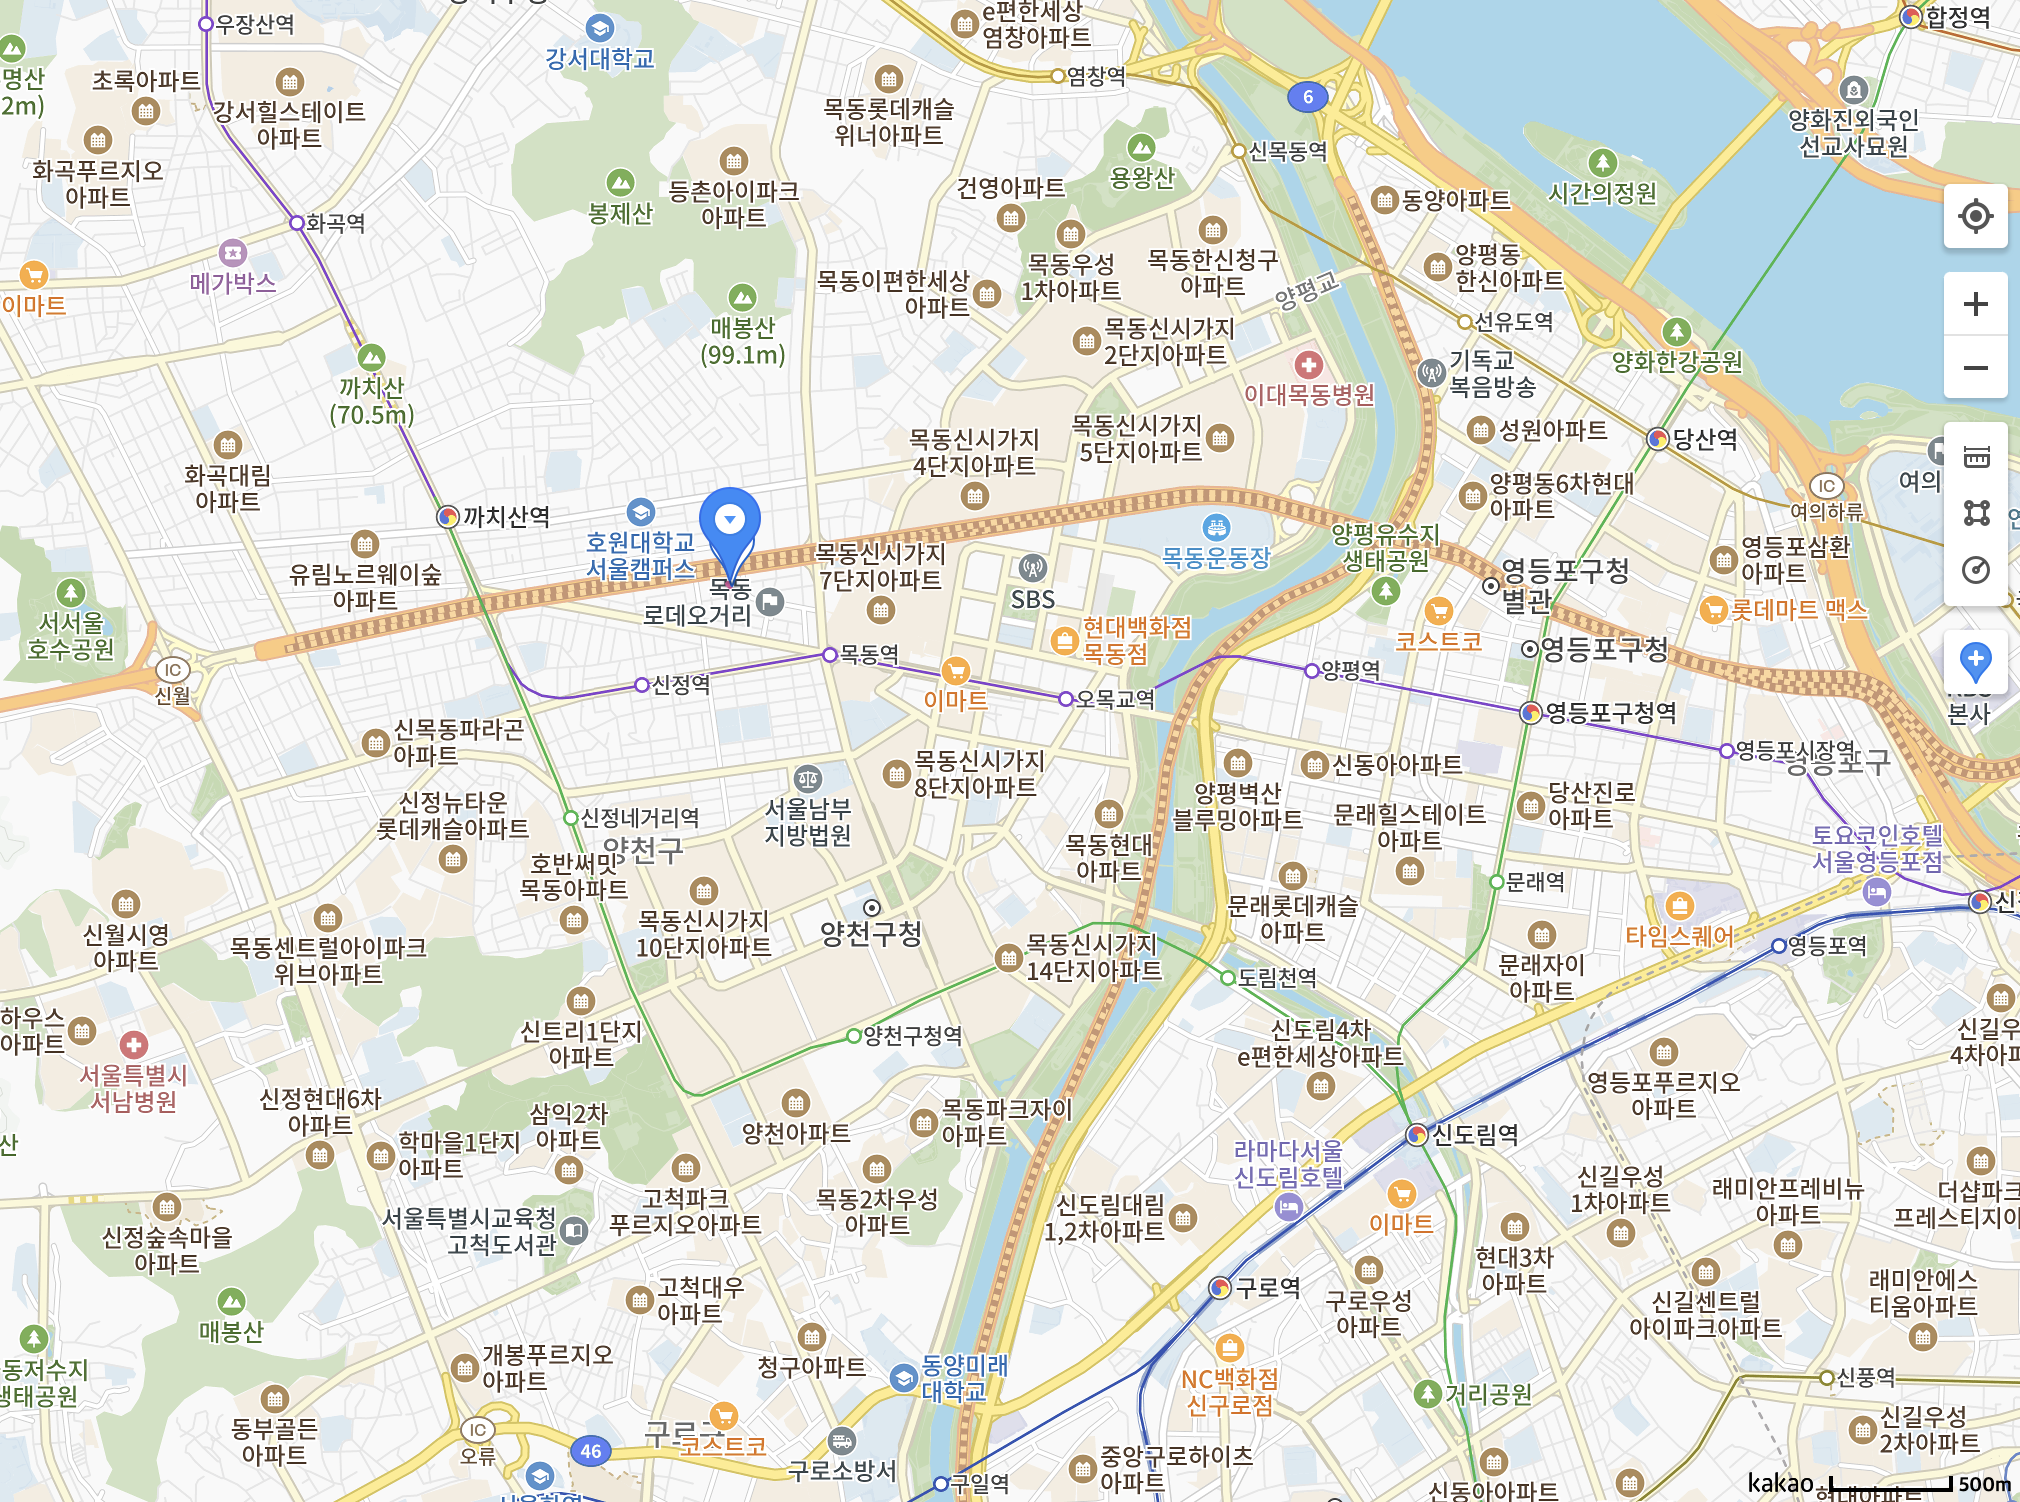 우장산역
강서대학교
e편한세상
염창아파트
합정역
명산
2m)
초록아파트
강서힐스테이트
아파트
목동롯데캐슬
위너아파트
염창역
6
양화진외국인
선교사묘원
화곡푸르지오
아파트
봉제산
등촌아이파크
아파트
건영아파트
용왕산
신목동역
동양아파트
시간의정원
화곡역
메가박스
이마트
목동이편한세상
아파트
목동우성
1차아파트
목동한신청구
아파트
양평교
양평동
한신아파트
까치산
(70.5m)
매봉산
(99.1m)
목동신시가지
2단지아파트
이대목동병원
선유도역
기독교
복음방송
양화한강공원
화곡대림
아파트
목동신시가지
4단지아파트
목동신시가지
5단지아파트
성원아파트
당산역
까치산역
호원대학교
서울캠퍼스
양평동6차현대
아파트
IC
여의하류
여의
유림노르웨이숲
아파트
목동
로데오거리
목동신시가지
7단지아파트
SBS
목동운동장
양평유수지
생태공원
영등포구청
별관
영등포삼환
아파트
서서울
호수공원
현대백화점
목동점
코스트코
롯데마트 맥스
영등포구청
IC
신월
신정역
목동역
이마트
오목교역
양평역
영등포구청역
본사
신목동파라곤
아파트
목동신시가지
8단지아파트
신동아아파트
영등포시장역
영등포구
신정뉴타운
롯데캐슬아파트
신정네거리역
양천구
서울남부
지방법원
목동현대
아파트
양평벽산
블루밍아파트
문래힐스테이트
아파트
당산진로
아파트
토요코인호텔
서울영등포점
호반써밋
목동아파트
문래역
신월시영
아파트
목동센트럴아이파크
위브아파트
목동신시가지
10단지아파트
양천구청
목동신시가지
14단지아파트
문래롯데캐슬
아파트
타임스퀘어
영등포역
문래자이
아파트
도림천역
하우스
아파트
서울특별시
서남병원
신트리1단지
아파트
양천구청역
신도림4차
e편한세상아파트
영등포푸르지오
아파트
신길우
4차아파
신정현대6차
아파트
학마을1단지
아파트
삼익2차
아파트
양천아파트
목동파크자이
아파트
라마다서울
신도림호텔
신도림역
산
신정숲속마을
아파트
서울특별시교육청
고척도서관
고척파크
푸르지오아파트
목동2차우성
아파트
신도림대림
1,2차아파트
이마트
현대3차
아파트
신길우성
1차아파트
래미안프레비뉴
아파트
더샵파크
프레스티지아
매봉산
고척대우
아파트
구로역
구로우성
아파트
신길센트럴
아이파크아파트
래미안에스
티움아파트
동저수지
생태공원
개봉푸르지오
아파트
청구아파트
동양미래
대학교
NC백화점
신구로점
거리공원
신풍역
동부골든
아파트
IC
오류
46
구로구
코스트코
구로소방서
구일역
중앙구로하이츠
아파트
신동아아파트
신길우성
2차아파트
kakao
500m